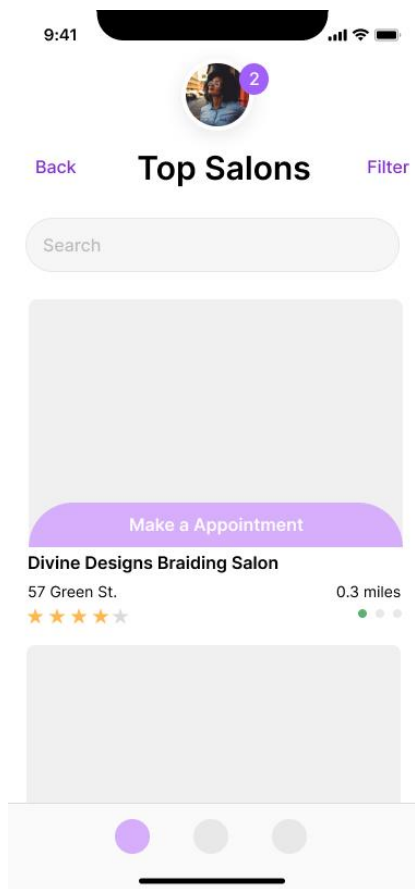 9:41
2
Back Top Salons Filter
Search
Make a Appointment
Divine Designs Braiding Salon
57 Green St. 0.3 miles